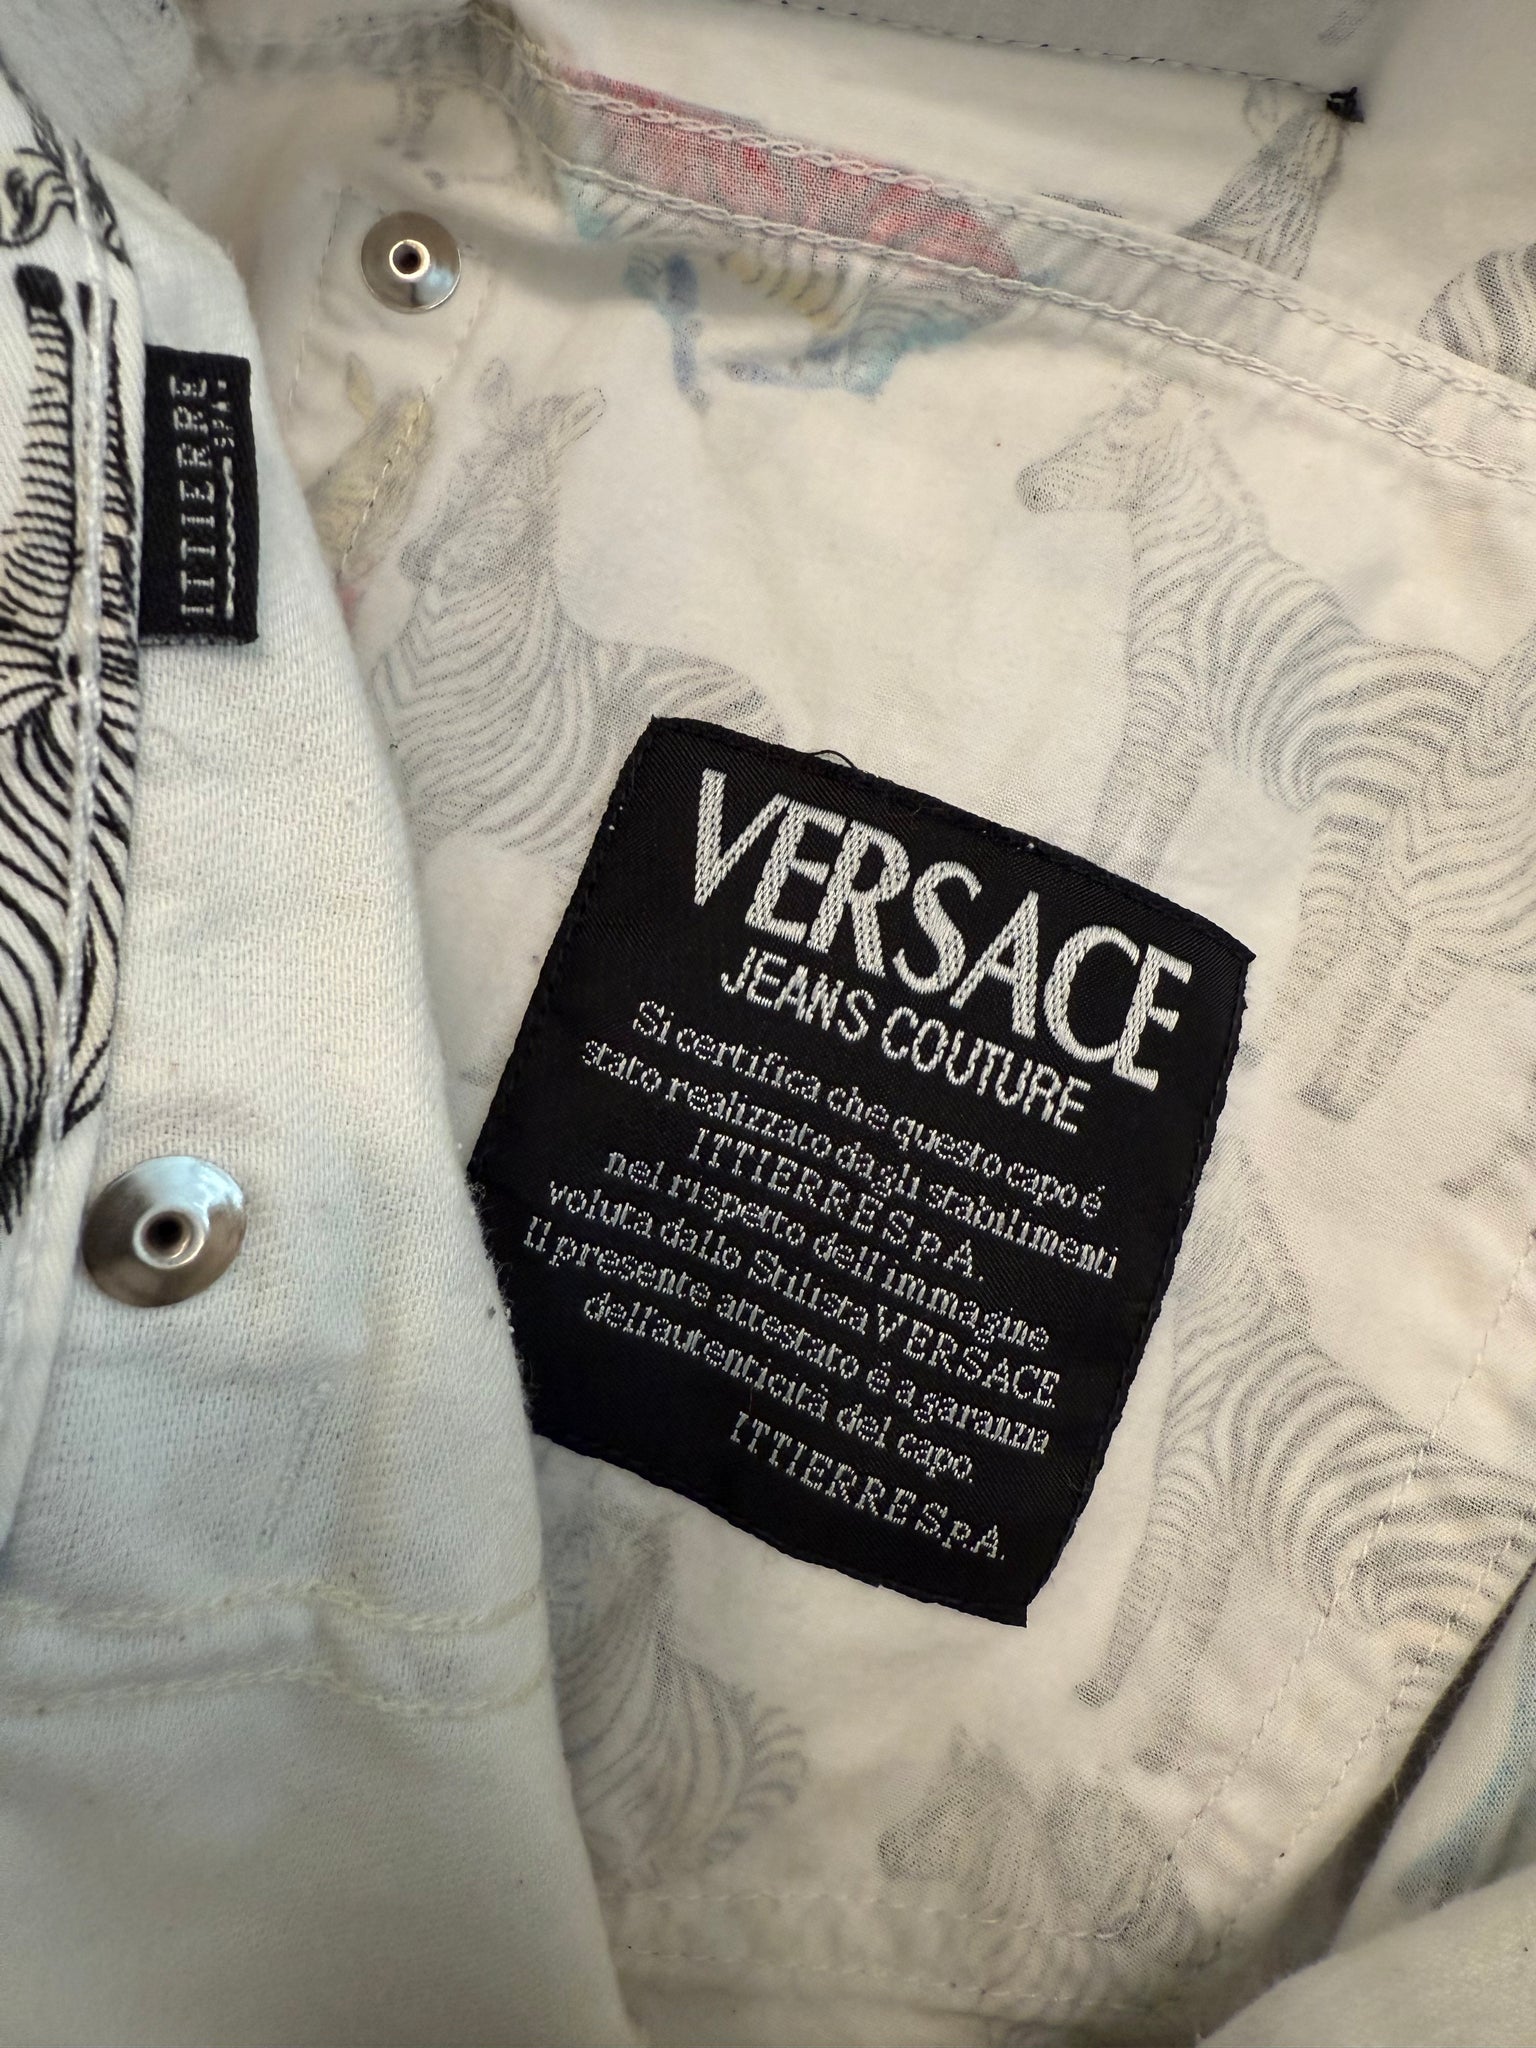 ITTIERRE
S.P.A.
VERSACE
JEANS COUTURE
Si certifica che questo capo é
stato realizzato dagli stabilimenti
ITTIERRE S.p.A.
nel rispetto dell'immagine
voluta dallo Stilista VERSACE
Il presente attestato é a garanzia
dell'autenticità del capo.
ITTIERRE S.p.A.